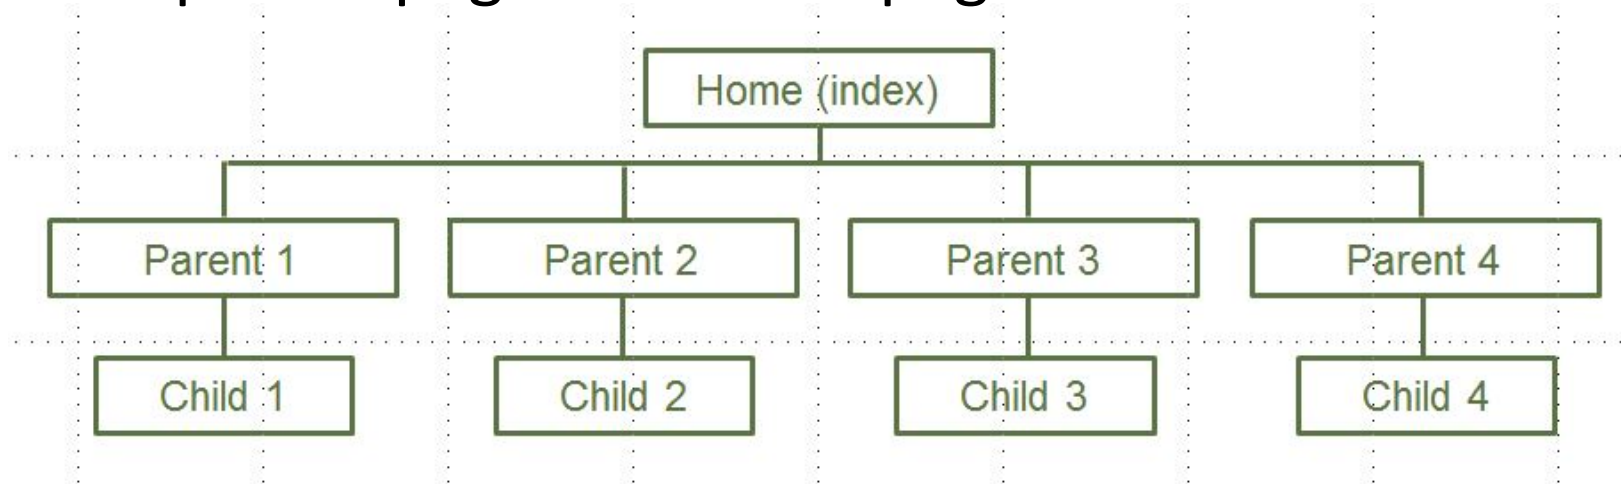 Home (index)
Parent 1 Parent 2 Parent 3 Parent 4
Child 1 Child 2 Child 3 Child 4